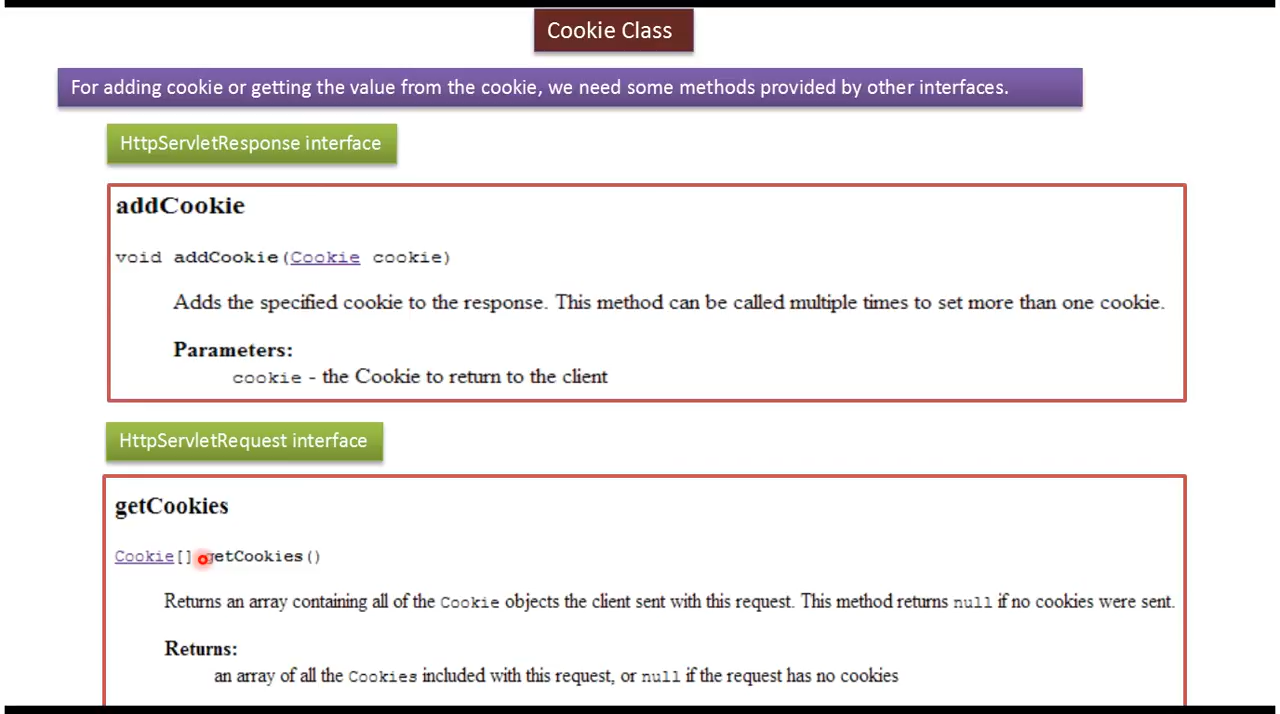 Cookie Class
For adding cookie or getting the value from the cookie, we need some methods provided by other interfaces.
HttpServletResponse interface
addCookie
void addCookie(Cookie cookie)
Adds the specified cookie to the response. This method can be called multiple times to set more than one cookie.
Parameters:
cookie - the Cookie to return to the client
HttpServletRequest interface
getCookies
Cookie[] getCookies()
Returns an array containing all of the Cookie objects the client sent with this request. This method returns null if no cookies were sent.
Returns:
an array of all the Cookies included with this request, or null if the request has no cookies